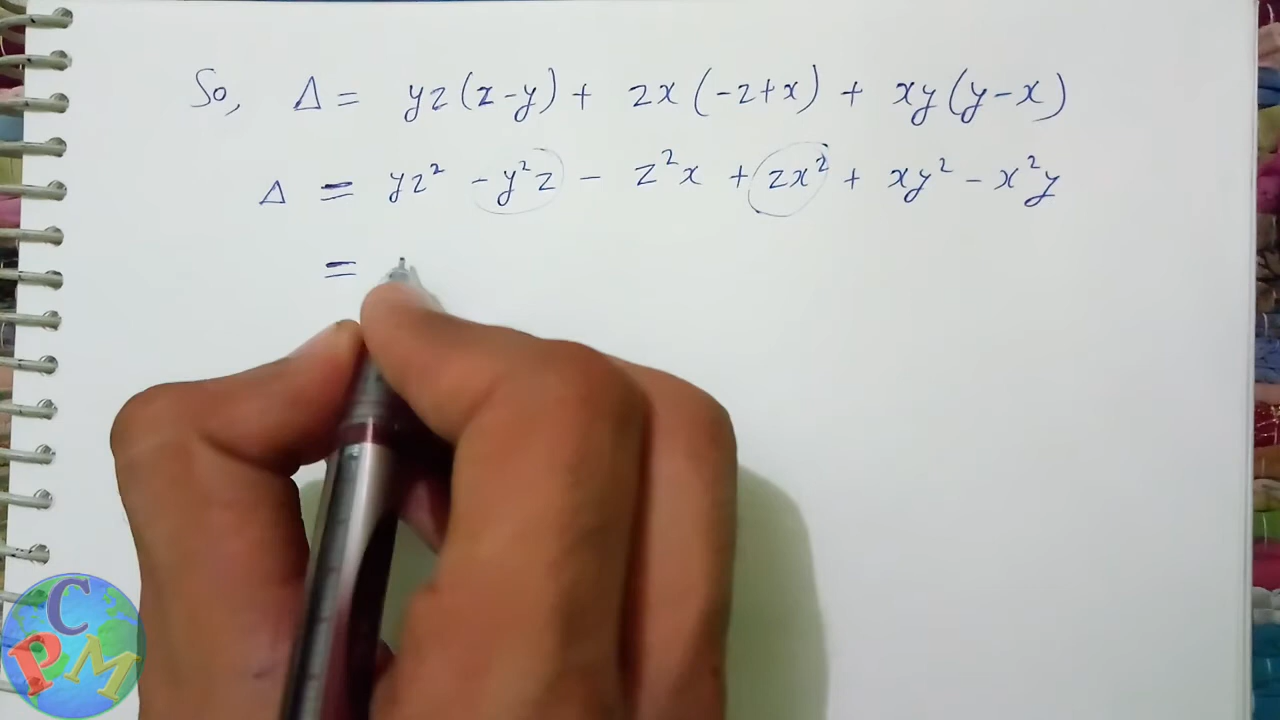 So, Δ = yz(z-y) + zx(-z+x) + xy(y-x)
Δ = yz² - y²z - z²x + zx² + xy² - x²y
=
CPM